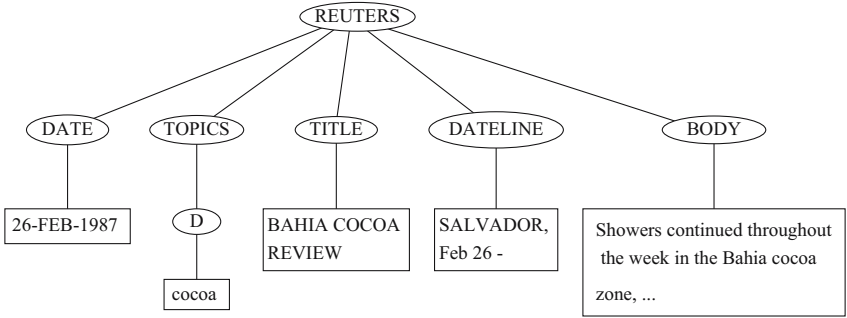 REUTERS
DATE
TOPICS
TITLE
DATELINE
BODY
26-FEB-1987
D
cocoa
BAHIA COCOA
REVIEW
SALVADOR,
Feb 26 -
Showers continued throughout
the week in the Bahia cocoa
zone, ...